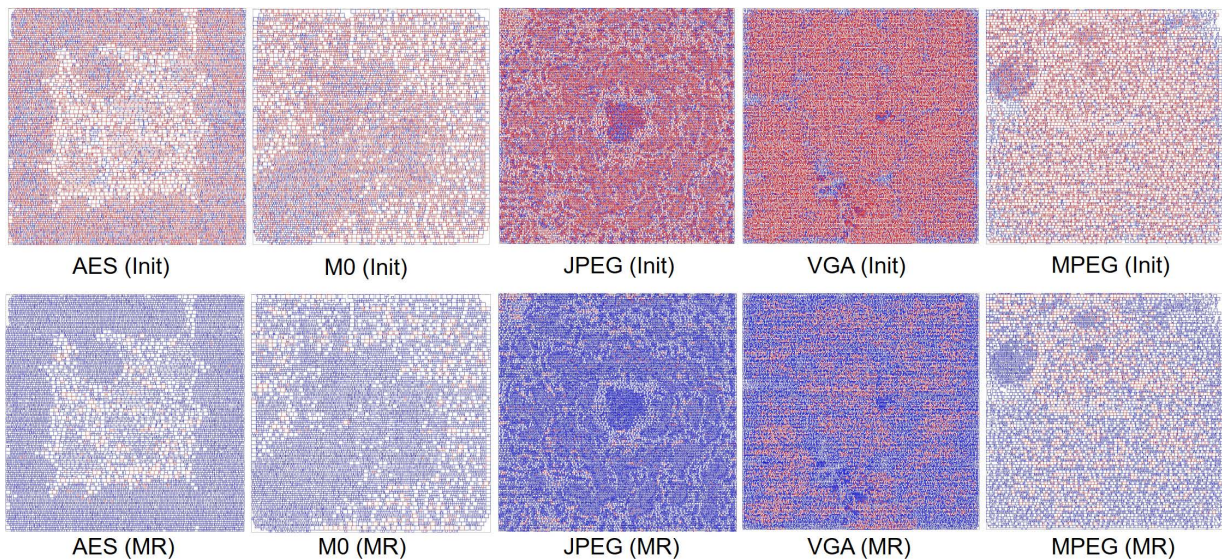 AES (Init)
M0 (Init)
JPEG (Init)
VGA (Init)
MPEG (Init)
AES (MR)
M0 (MR)
JPEG (MR)
VGA (MR)
MPEG (MR)